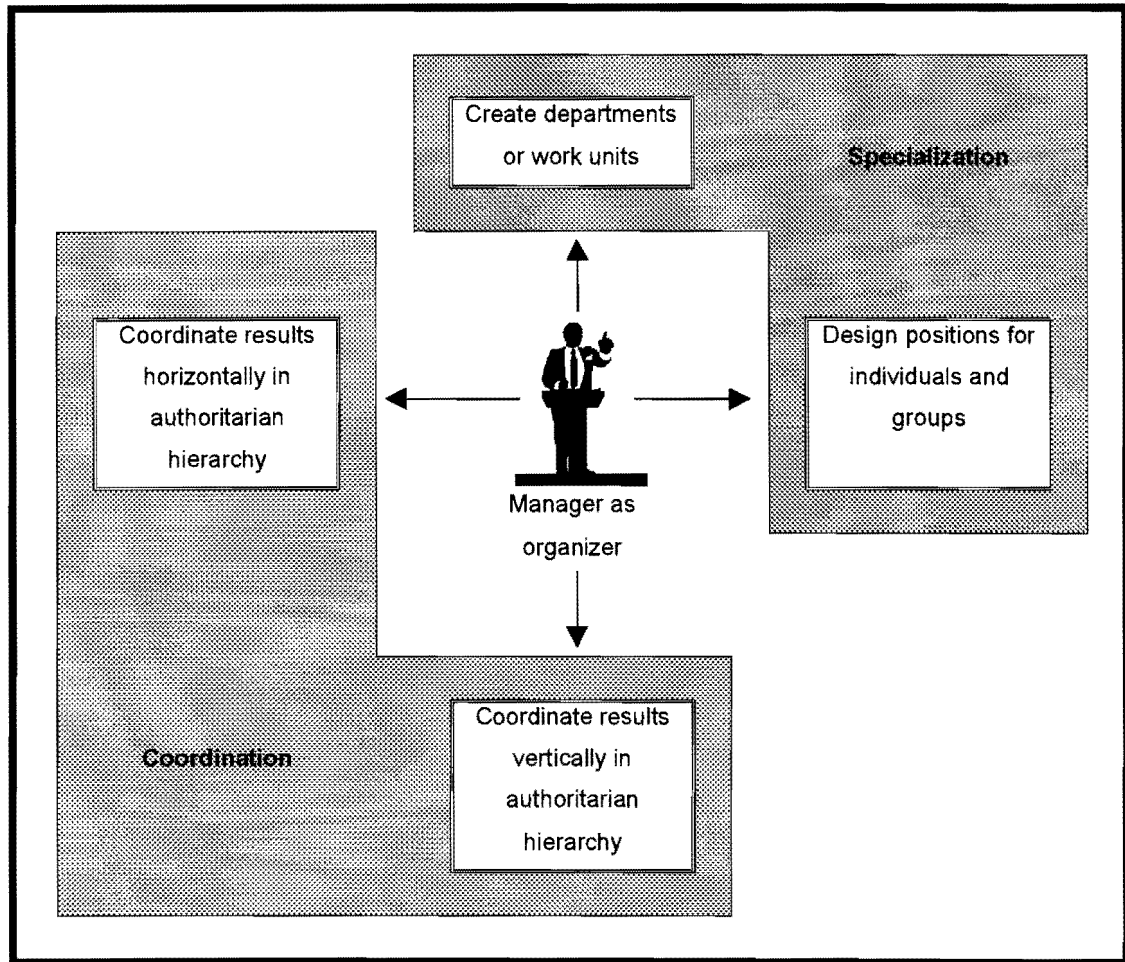 Create departments
or work units
Specialization
Coordinate results
horizontally in
authoritarian
hierarchy
Design positions for
individuals and
groups
Manager as
organizer
Coordination
Coordinate results
vertically in
authoritarian
hierarchy